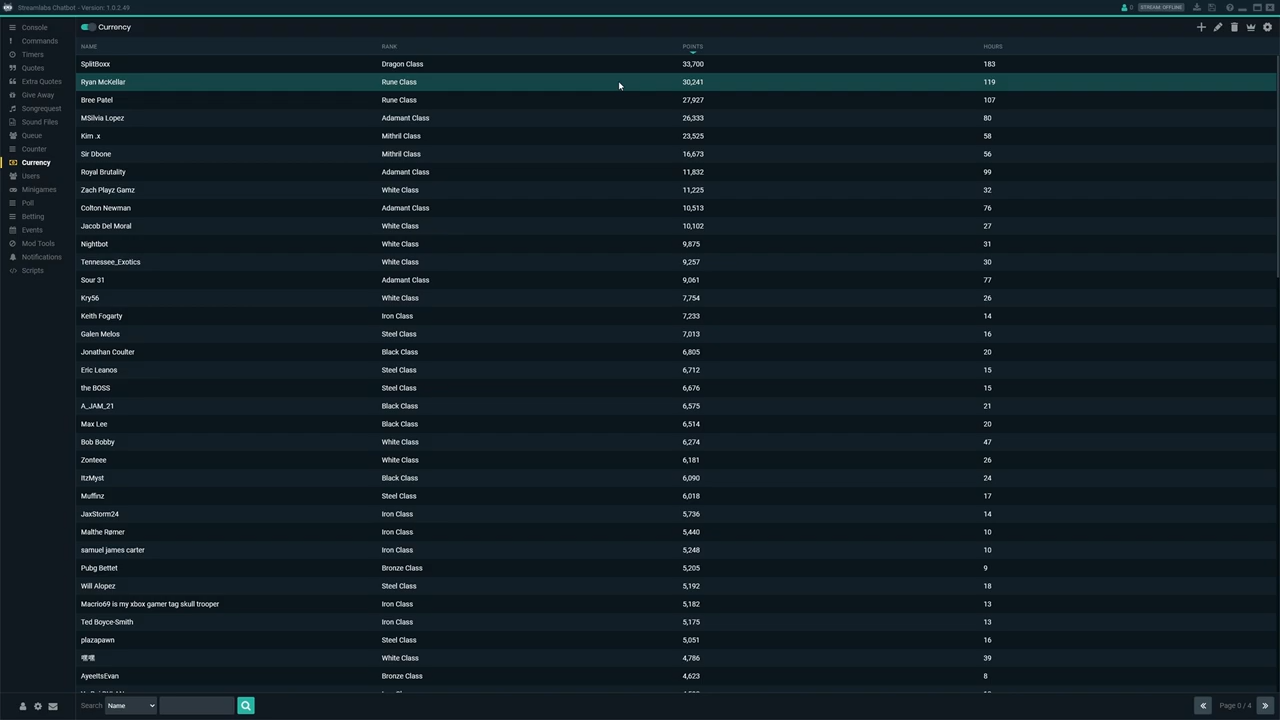 Streamlabs Chatbot - Version: 1.0.2.49
0
STREAM: OFFLINE
Console
Commands
Timers
Quotes
Extra Quotes
Give Away
Songrequest
Sound Files
Queue
Counter
Currency
Users
Minigames
Poll
Betting
Events
Mod Tools
Notifications
Scripts
Currency
NAME RANK POINTS HOURS
SplitBoxx Dragon Class 33,700 183
Ryan McKellar Rune Class 30,241 119
Bree Patel Rune Class 27,927 107
MSilvia Lopez Adamant Class 26,333 80
Kim .x Mithril Class 23,525 58
Sir Dbone Mithril Class 16,673 56
Royal Brutality Adamant Class 11,832 99
Zach Playz Gamz White Class 11,225 32
Colton Newman Adamant Class 10,513 76
Jacob Del Moral White Class 10,102 27
Nightbot White Class 9,875 31
Tennessee_Exotics White Class 9,257 30
Sour 31 Adamant Class 9,061 77
Kry56 White Class 7,754 26
Keith Fogarty Iron Class 7,233 14
Galen Melos Steel Class 7,013 16
Jonathan Coulter Black Class 6,805 20
Eric Leanos Steel Class 6,712 15
the BOSS Steel Class 6,676 15
A_JAM_21 Black Class 6,575 21
Max Lee Black Class 6,514 20
Bob Bobby White Class 6,274 47
Zonteee White Class 6,181 26
ItzMyst Black Class 6,090 24
Muffinz Steel Class 6,018 17
JaxStorm24 Iron Class 5,736 14
Malthe Rømer Iron Class 5,440 10
samuel james carter Iron Class 5,248 10
Pubg Bettet Bronze Class 5,205 9
Will Alopez Steel Class 5,192 18
Macrio69 is my xbox gamer tag skull trooper Iron Class 5,182 13
Ted Boyce-Smith Iron Class 5,175 13
plazapawn Steel Class 5,051 16
嘿嘿 White Class 4,786 39
AyeeItsEvan Bronze Class 4,623 8
Search Name
Page 0 / 4